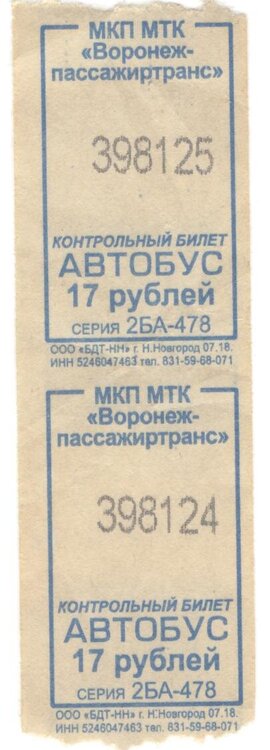 МКП МТК
«Воронеж-
пассажиртранс»
398125
КОНТРОЛЬНЫЙ БИЛЕТ
АВТОБУС
17 рублей
СЕРИЯ 2БА-478
ООО «БДТ-НН» г. Н.Новгород 07.18.
ИНН 5246047463 тел. 831-59-68-071
МКП МТК
«Воронеж-
пассажиртранс»
398124
КОНТРОЛЬНЫЙ БИЛЕТ
АВТОБУС
17 рублей
СЕРИЯ 2БА-478
ООО «БДТ-НН» г. Н.Новгород 07.18.
ИНН 5246047463 тел. 831-59-68-071